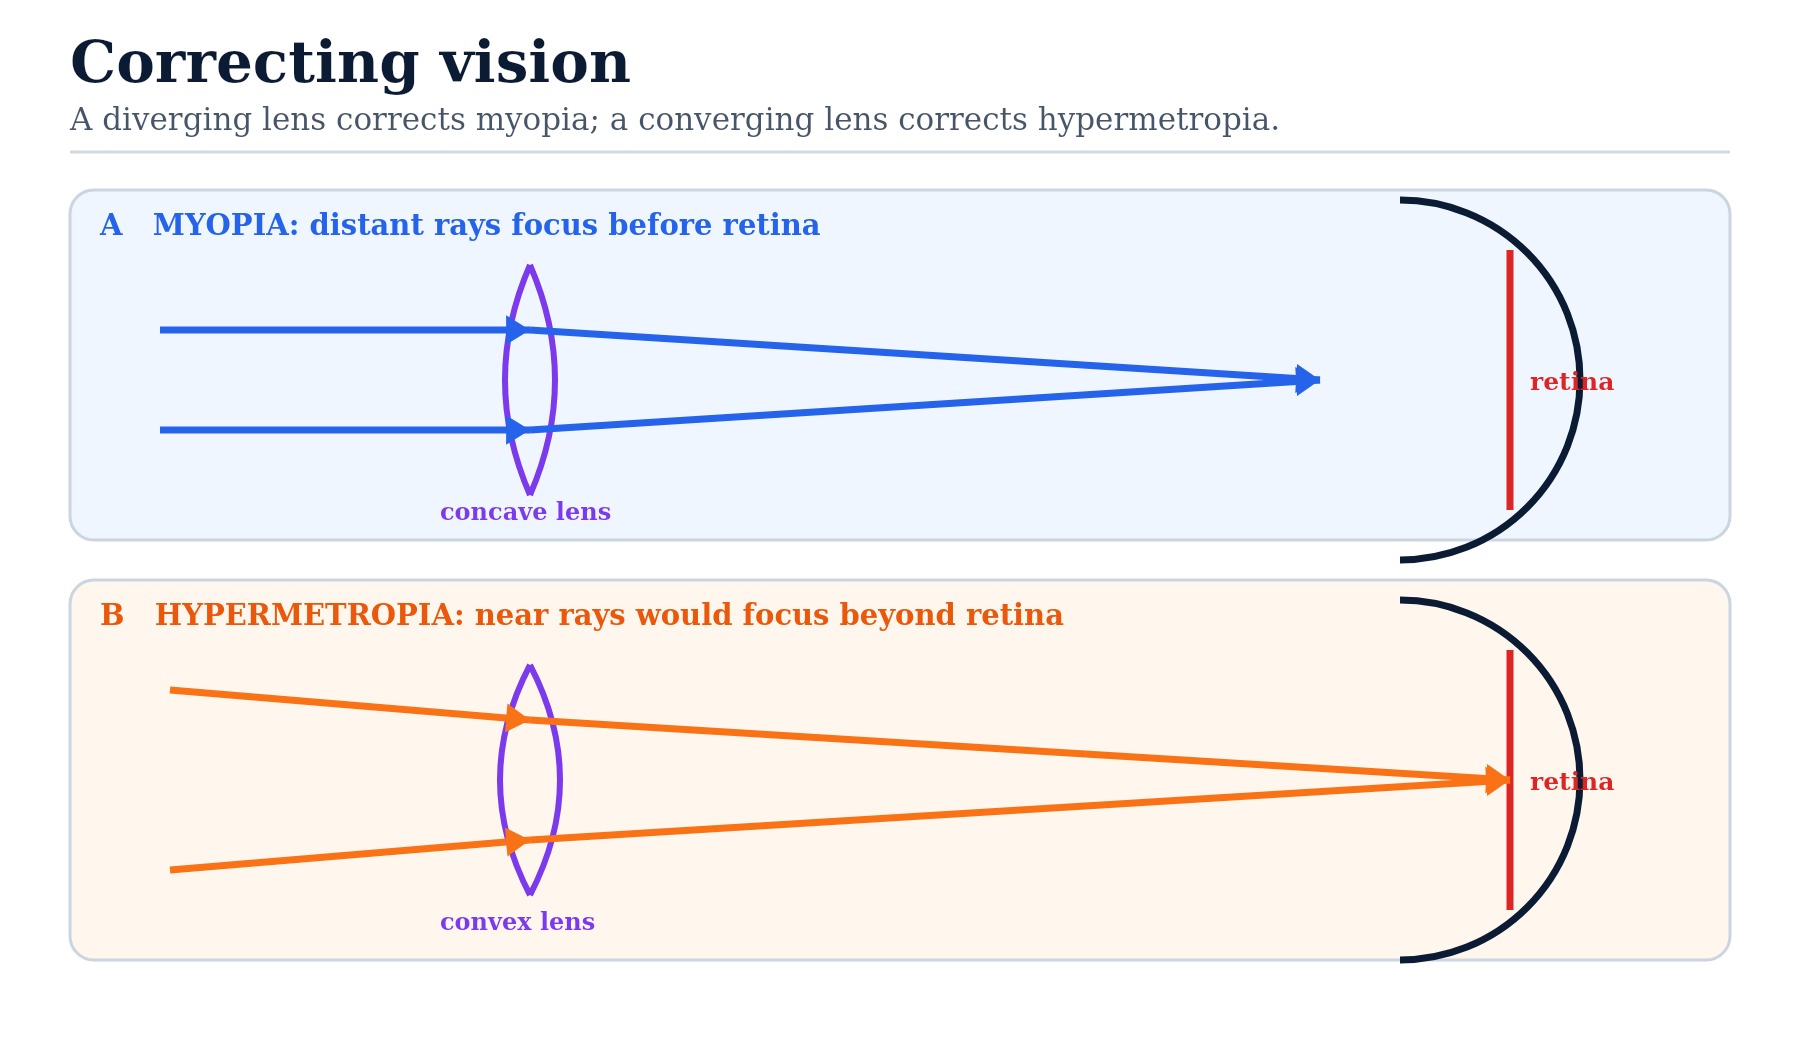 Correcting vision
A diverging lens corrects myopia; a converging lens corrects hypermetropia.
A MYOPIA: distant rays focus before retina
retina
concave lens
B HYPERMETROPIA: near rays would focus beyond retina
retina
convex lens